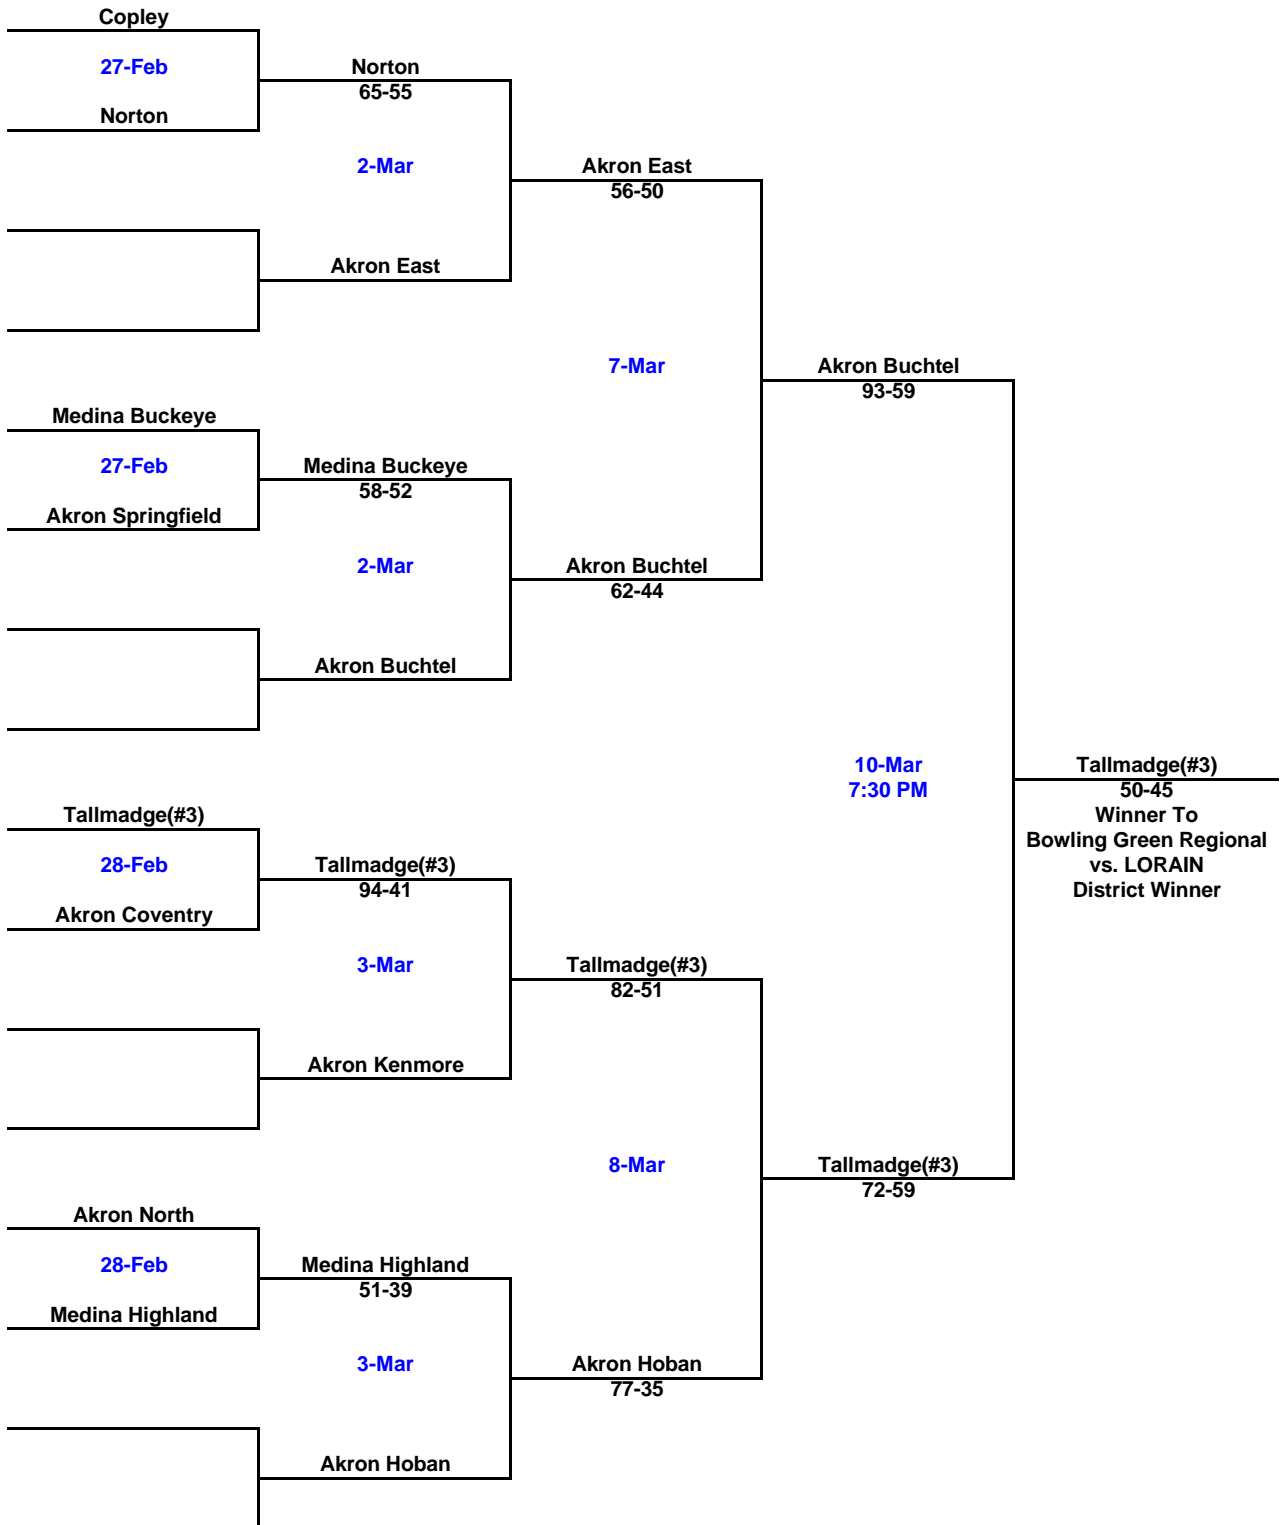 Copley
27-Feb
Norton
Norton
65-55
2-Mar
Akron East
Akron East
56-50
7-Mar
Akron Buchtel
93-59
Medina Buckeye
27-Feb
Akron Springfield
Medina Buckeye
58-52
2-Mar
Akron Buchtel
Akron Buchtel
62-44
10-Mar
7:30 PM
Tallmadge(#3)
50-45
Winner To
Bowling Green Regional
vs. LORAIN
District Winner
Tallmadge(#3)
28-Feb
Akron Coventry
Tallmadge(#3)
94-41
3-Mar
Akron Kenmore
Tallmadge(#3)
82-51
8-Mar
Tallmadge(#3)
72-59
Akron North
28-Feb
Medina Highland
Medina Highland
51-39
3-Mar
Akron Hoban
Akron Hoban
77-35